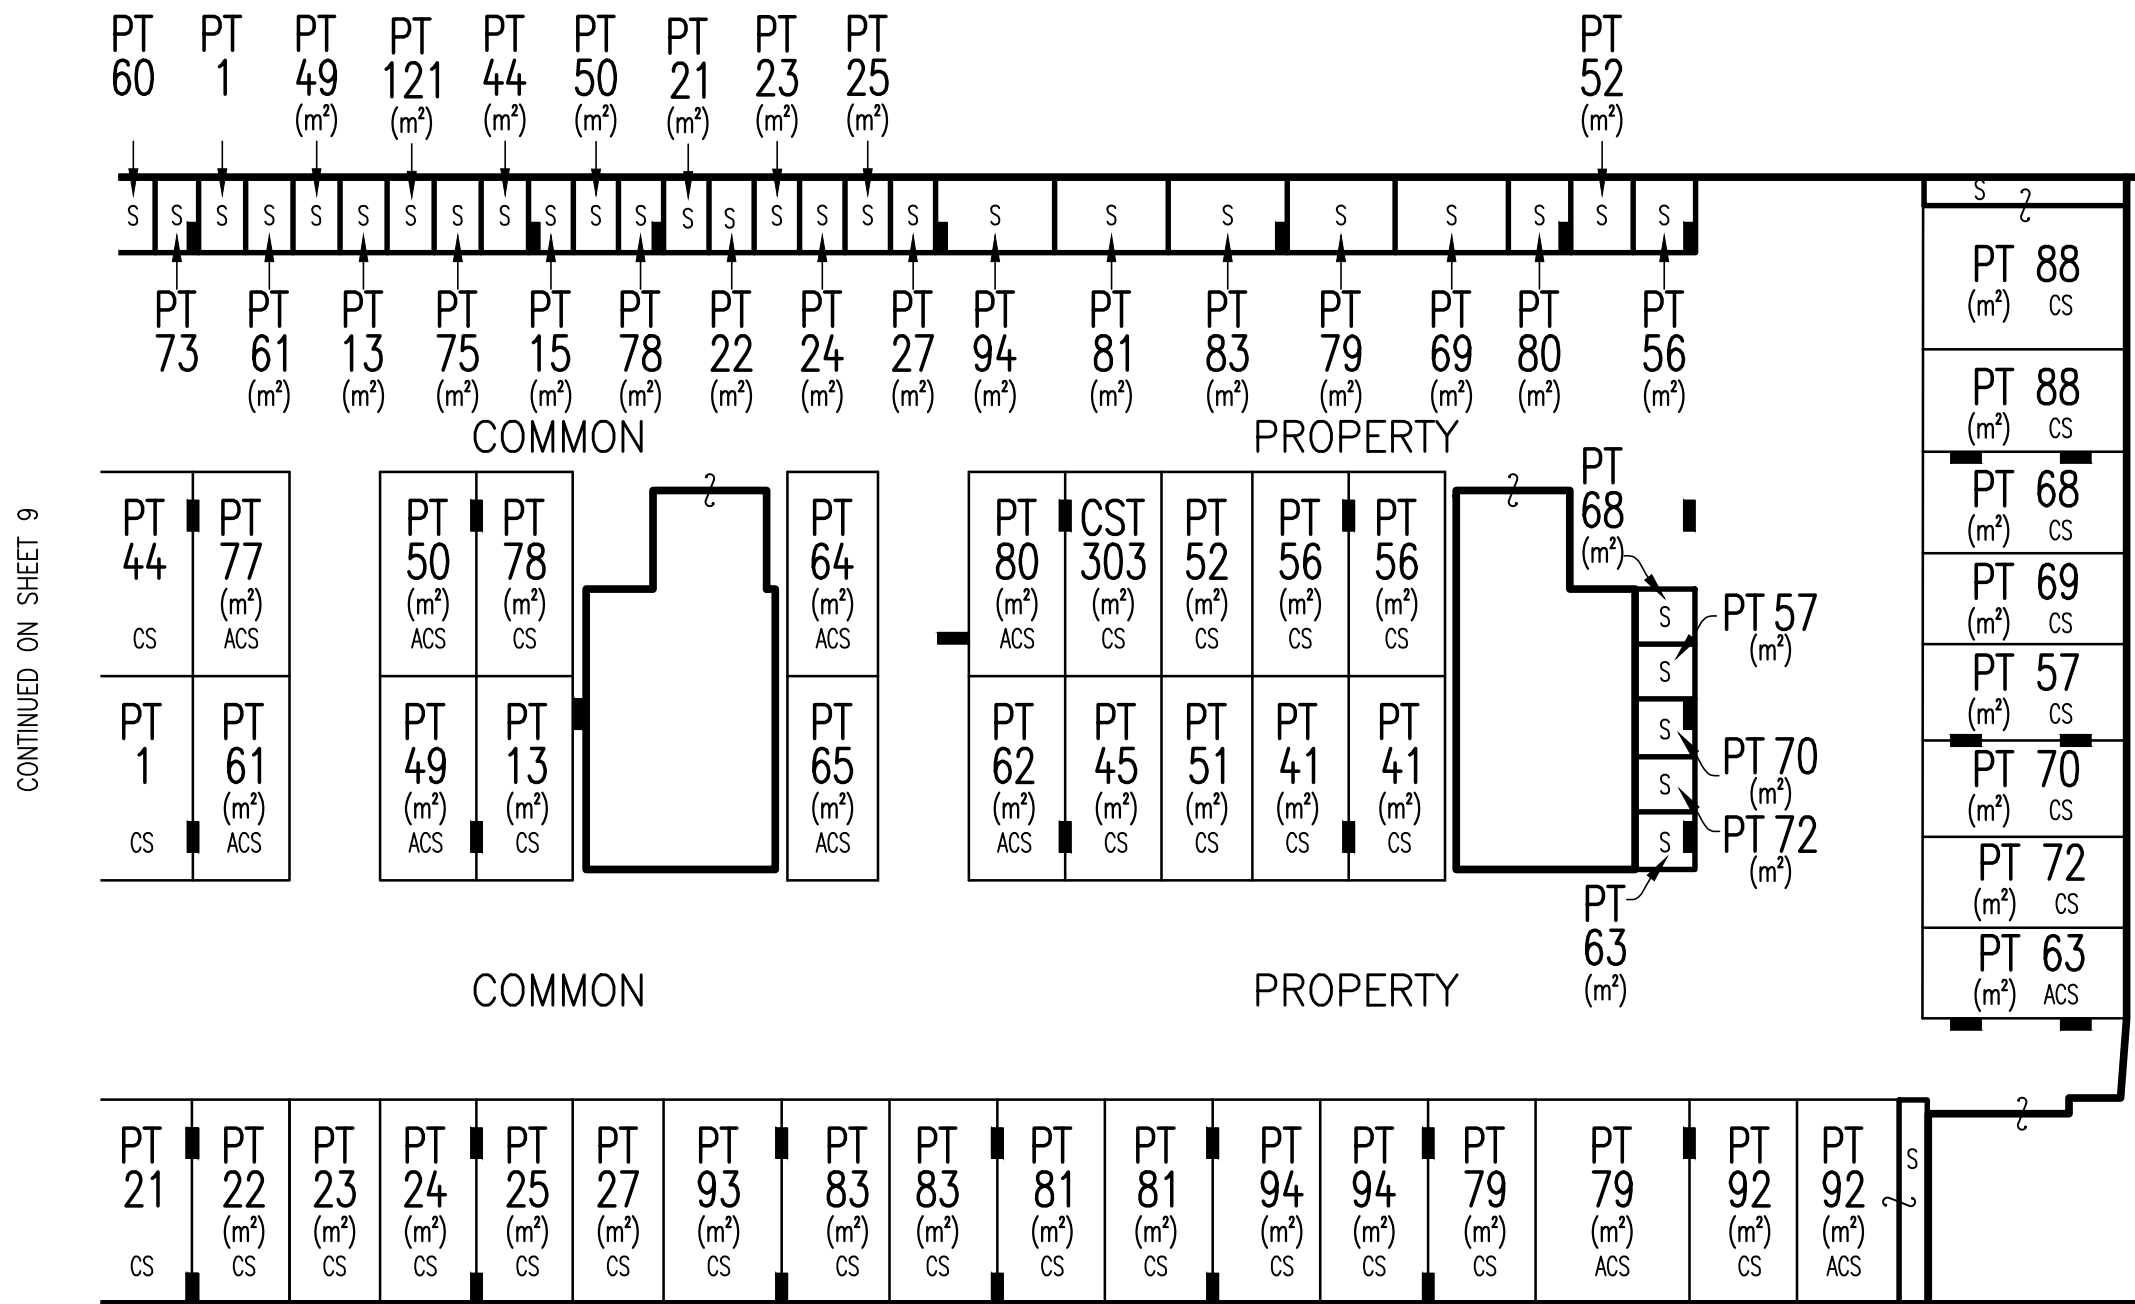 PT PT PT PT PT PT PT PT PT PT
60 1 49 121 44 50 21 23 25 52
(m²) (m²) (m²) (m²) (m²) (m²) (m²) (m²)
S S S S S S S S S S S S S S S S S S S S S S S S S S
S
PT PT PT PT PT PT PT PT PT PT PT PT PT PT PT PT
73 61 13 75 15 78 22 24 27 94 81 83 79 69 80 56
(m²) (m²) (m²) (m²) (m²) (m²) (m²) (m²) (m²) (m²) (m²) (m²) (m²) (m²) (m²)
COMMON PROPERTY
CONTINUED ON SHEET 9
PT PT PT PT PT PT CST PT PT PT
44 77 50 78 64 80 303 52 56 56
(m²) (m²) (m²) (m²) (m²) (m²) (m²) (m²) (m²)
CS ACS ACS CS ACS ACS CS CS CS CS
PT PT PT PT PT PT PT PT PT PT
1 61 49 13 65 62 45 51 41 41
(m²) (m²) (m²) (m²) (m²) (m²) (m²) (m²) (m²)
CS ACS ACS CS ACS ACS CS CS CS CS
PT
68
(m²)
S
PT 57
(m²)
S
S
PT 70
(m²)
S
PT 72
(m²)
S
PT
63
(m²)
PT 88
(m²) CS
PT 88
(m²) CS
PT 68
(m²) CS
PT 69
(m²) CS
PT 57
(m²) CS
PT 70
(m²) CS
PT 72
(m²) CS
PT 63
(m²) ACS
COMMON PROPERTY
PT PT PT PT PT PT PT PT PT PT PT PT PT PT PT PT PT
21 22 23 24 25 27 93 83 83 81 81 94 94 79 79 92 92
(m²) (m²) (m²) (m²) (m²) (m²) (m²) (m²) (m²) (m²) (m²) (m²) (m²) (m²) (m²) (m²)
CS CS CS CS CS CS CS CS CS CS CS CS CS CS ACS CS ACS
S